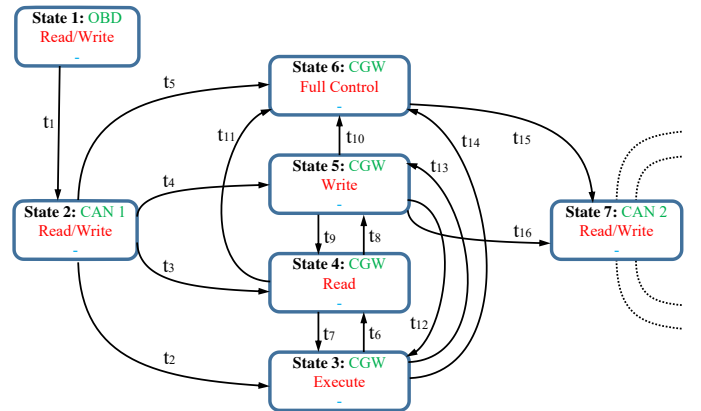 State 1: OBD
Read/Write
-
t1
t5
State 6: CGW
Full Control
-
t11
t10
t14
t15
t4
State 5: CGW
Write
-
t13
State 2: CAN 1
Read/Write
-
t9
t8
t16
State 7: CAN 2
Read/Write
-
t3
State 4: CGW
Read
-
t2
t7
t6
t12
State 3: CGW
Execute
-